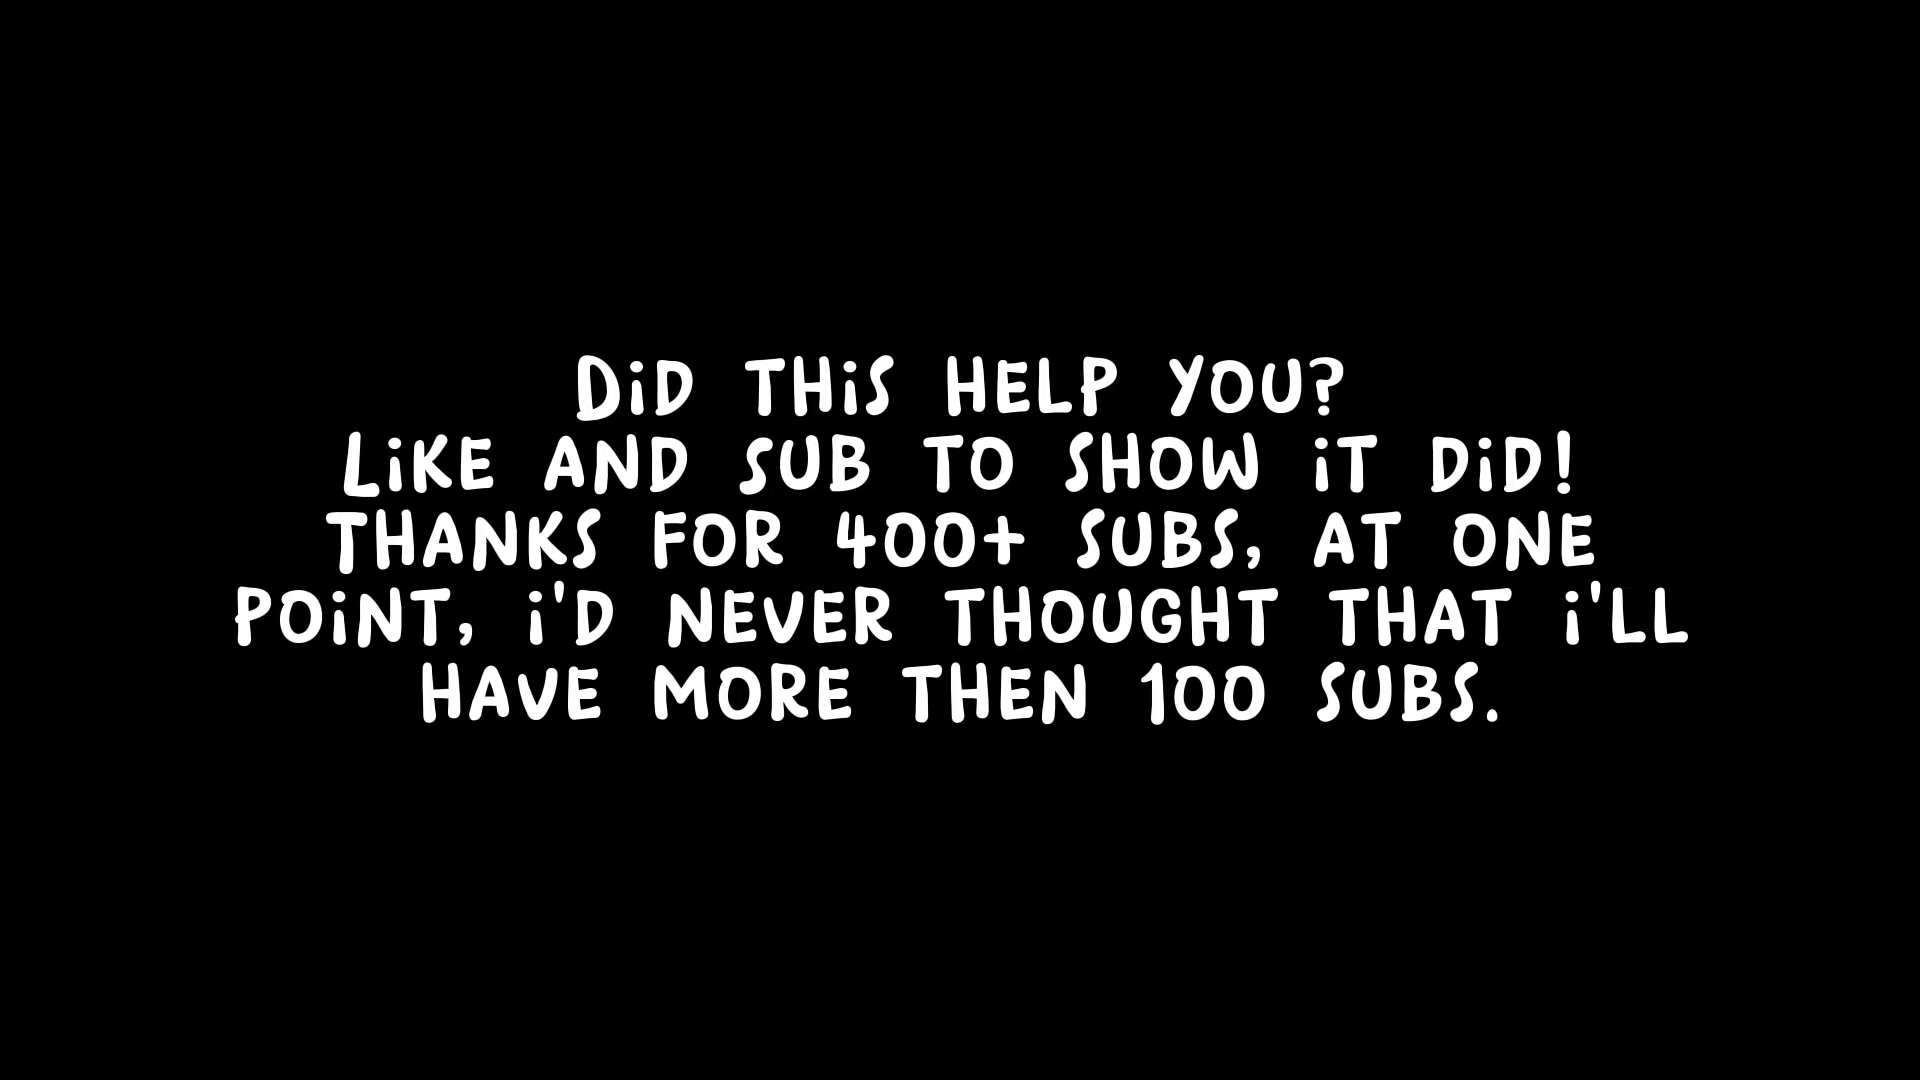 DiD THiS HELP YOU?
LiKE AND SUB TO SHOW iT DiD!
THANKS FOR 400+ SUBS, AT ONE
POiNT, i'D NEVER THOUGHT THAT i'LL
HAVE MORE THEN 100 SUBS.